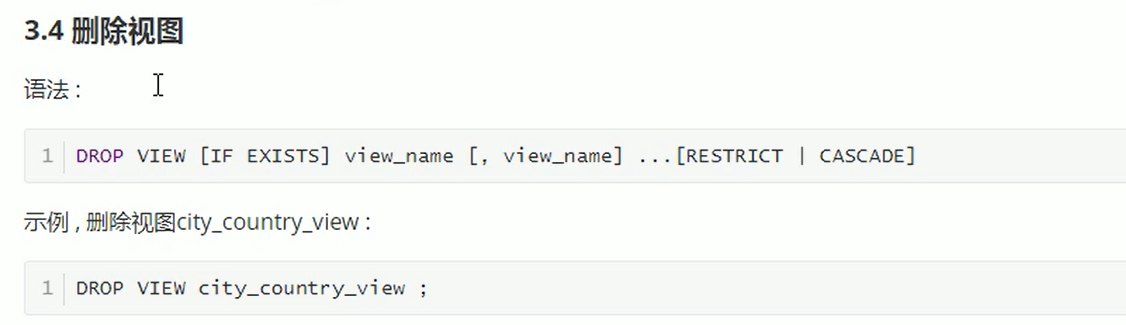 3.4 删除视图
语法 :
1 DROP VIEW [IF EXISTS] view_name [, view_name] ...[RESTRICT | CASCADE]
示例 , 删除视图city_country_view :
1 DROP VIEW city_country_view ;